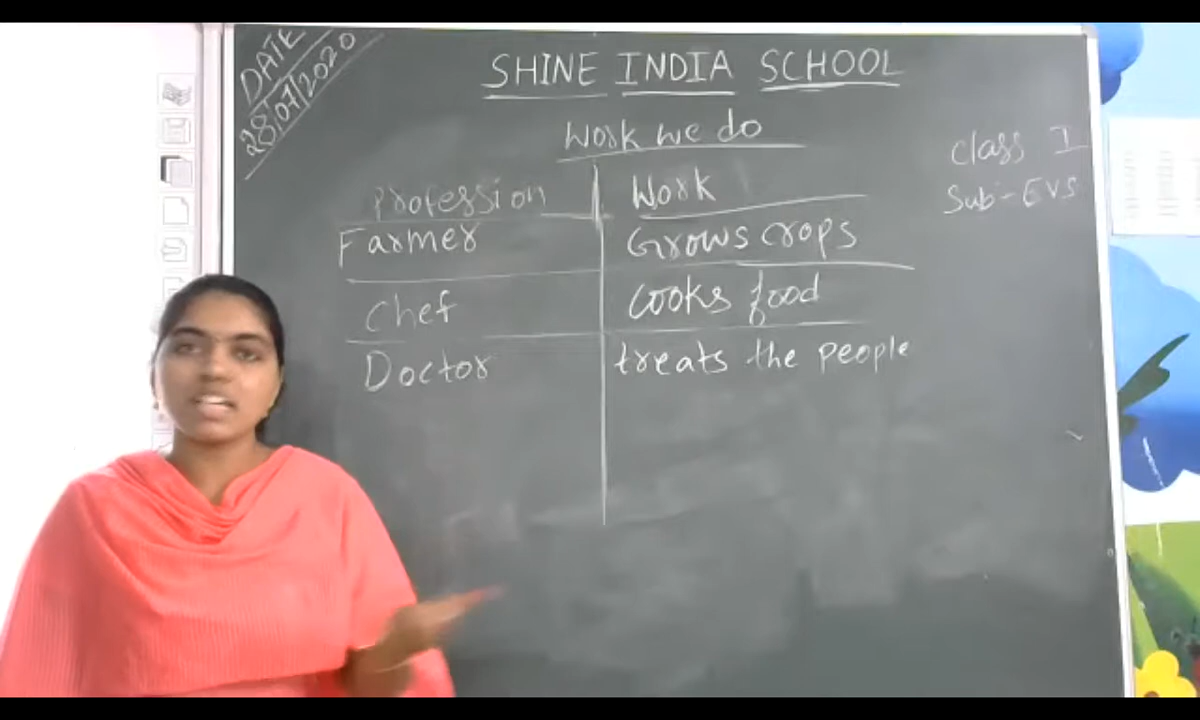 DATE
28/07/2020
SHINE INDIA SCHOOL
Work we do
Class I
Sub-EVS
Profession Work
Farmer Grows crops
Chef Cooks food
Doctor treats the people